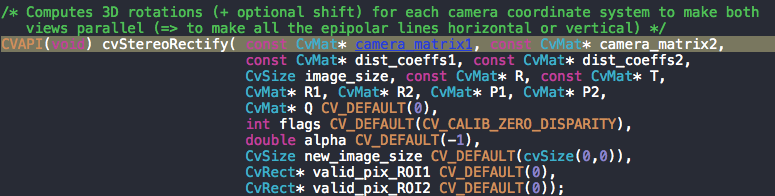 /* Computes 3D rotations (+ optional shift) for each camera coordinate system to make both
views parallel (=> to make all the epipolar lines horizontal or vertical) */
CVAPI(void) cvStereoRectify( const CvMat* camera_matrix1, const CvMat* camera_matrix2,
const CvMat* dist_coeffs1, const CvMat* dist_coeffs2,
CvSize image_size, const CvMat* R, const CvMat* T,
CvMat* R1, CvMat* R2, CvMat* P1, CvMat* P2,
CvMat* Q CV_DEFAULT(0),
int flags CV_DEFAULT(CV_CALIB_ZERO_DISPARITY),
double alpha CV_DEFAULT(-1),
CvSize new_image_size CV_DEFAULT(cvSize(0,0)),
CvRect* valid_pix_ROI1 CV_DEFAULT(0),
CvRect* valid_pix_ROI2 CV_DEFAULT(0));